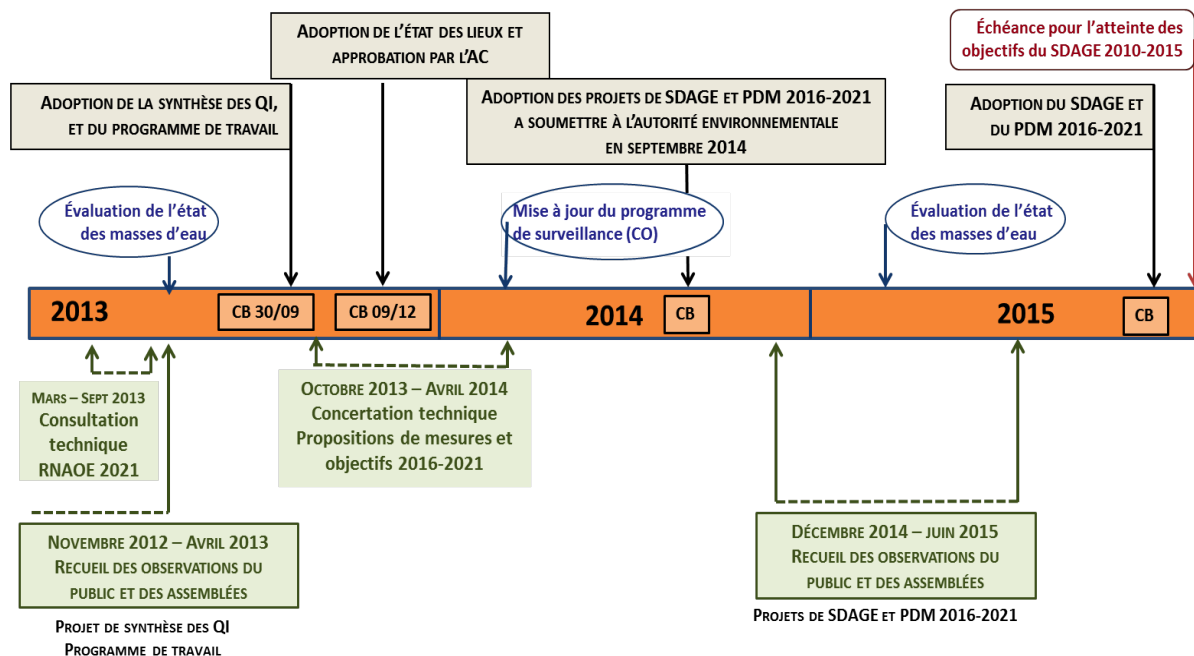 ADOPTION DE L'ÉTAT DES LIEUX ET
APPROBATION PAR L'AC
Échéance pour l'atteinte des
objectifs du SDAGE 2010-2015
ADOPTION DE LA SYNTHÈSE DES QI,
ET DU PROGRAMME DE TRAVAIL
ADOPTION DES PROJETS DE SDAGE ET PDM 2016-2021
A SOUMETTRE À L'AUTORITÉ ENVIRONNEMENTALE
EN SEPTEMBRE 2014
ADOPTION DU SDAGE ET
DU PDM 2016-2021
Évaluation de l'état
des masses d'eau
Mise à jour du programme
de surveillance (CO)
Évaluation de l'état
des masses d'eau
2013
CB 30/09
CB 09/12
2014
CB
2015
CB
MARS – SEPT 2013
Consultation
technique
RNAOE 2021
OCTOBRE 2013 – AVRIL 2014
Concertation technique
Propositions de mesures et
objectifs 2016-2021
NOVEMBRE 2012 – AVRIL 2013
RECUEIL DES OBSERVATIONS DU
PUBLIC ET DES ASSEMBLÉES
PROJET DE SYNTHÈSE DES QI
PROGRAMME DE TRAVAIL
DÉCEMBRE 2014 – JUIN 2015
RECUEIL DES OBSERVATIONS DU
PUBLIC ET DES ASSEMBLÉES
PROJETS DE SDAGE ET PDM 2016-2021